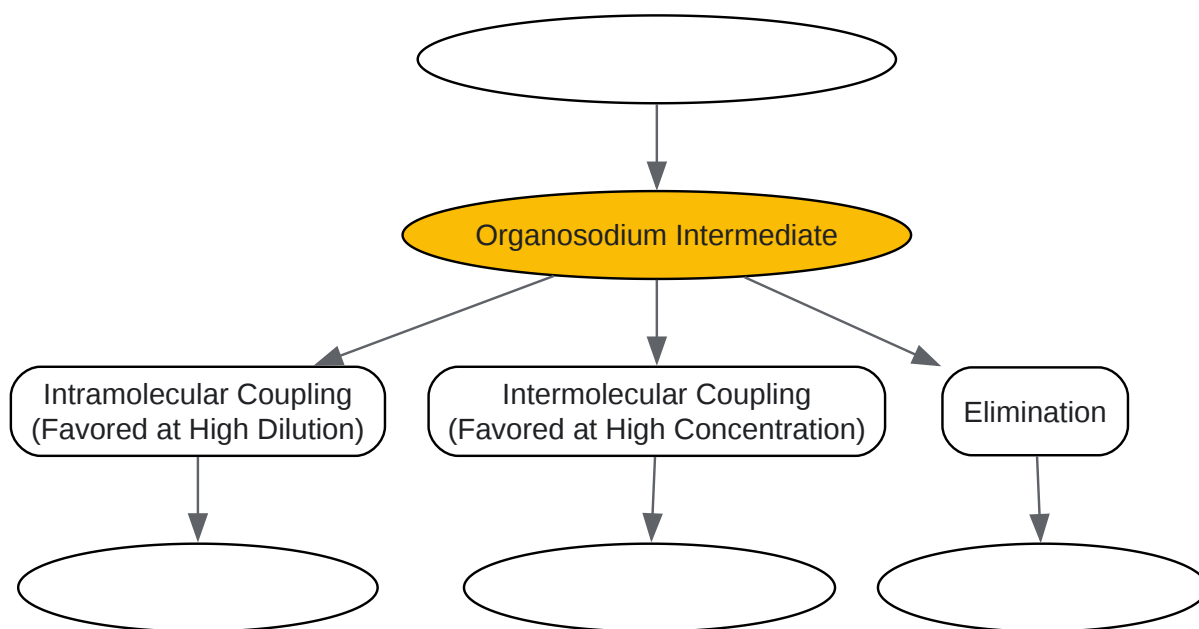 Organosodium Intermediate
Intramolecular Coupling
(Favored at High Dilution)
Intermolecular Coupling
(Favored at High Concentration)
Elimination